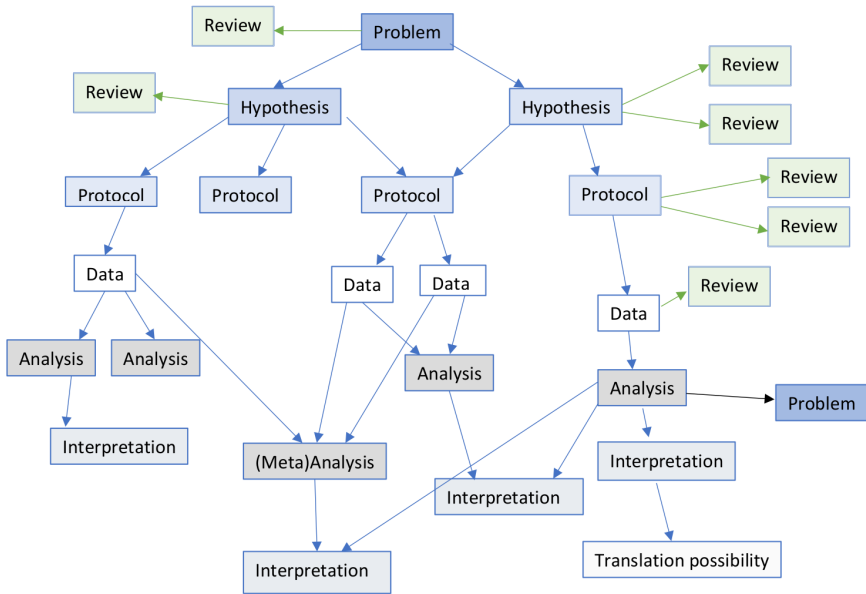 Review
Problem
Review
Review
Hypothesis
Hypothesis
Review
Protocol
Protocol
Protocol
Protocol
Review
Review
Data
Data
Data
Review
Data
Analysis
Analysis
Analysis
Analysis
Problem
Interpretation
(Meta)Analysis
Interpretation
Interpretation
Interpretation
Translation possibility